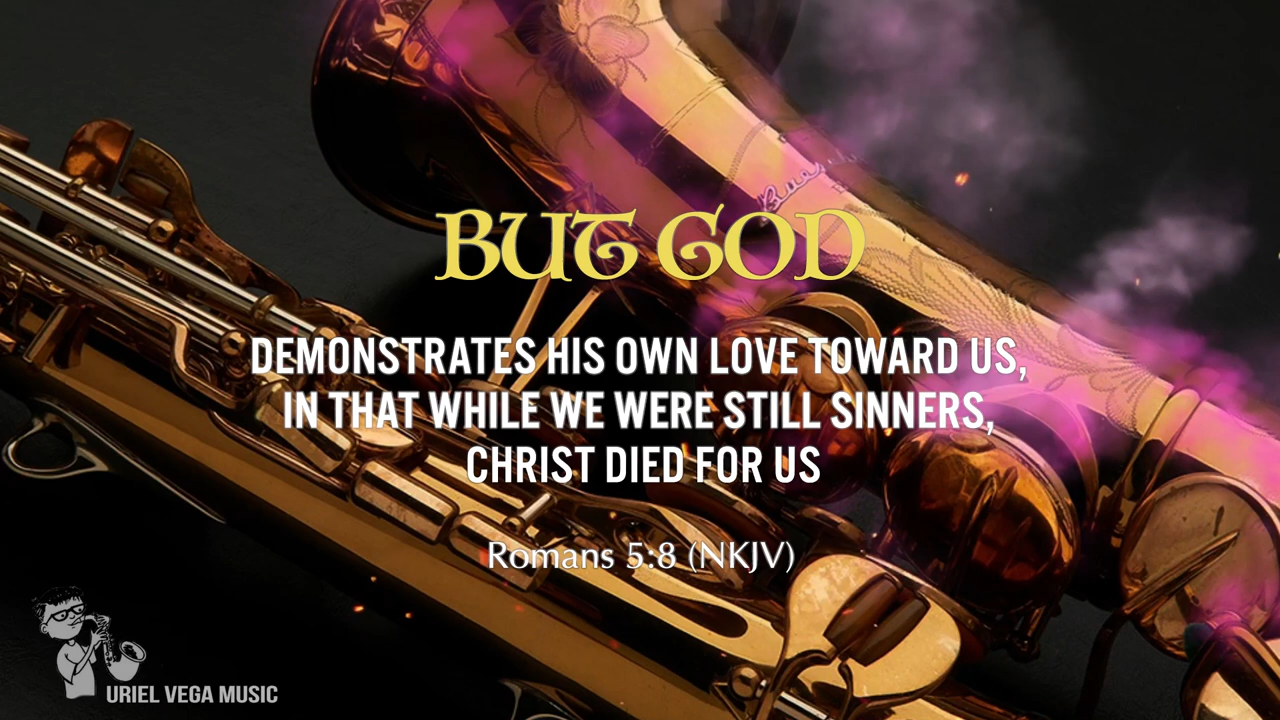 BUT GOD
DEMONSTRATES HIS OWN LOVE TOWARD US,
IN THAT WHILE WE WERE STILL SINNERS,
CHRIST DIED FOR US
Romans 5:8 (NKJV)
URIEL VEGA MUSIC